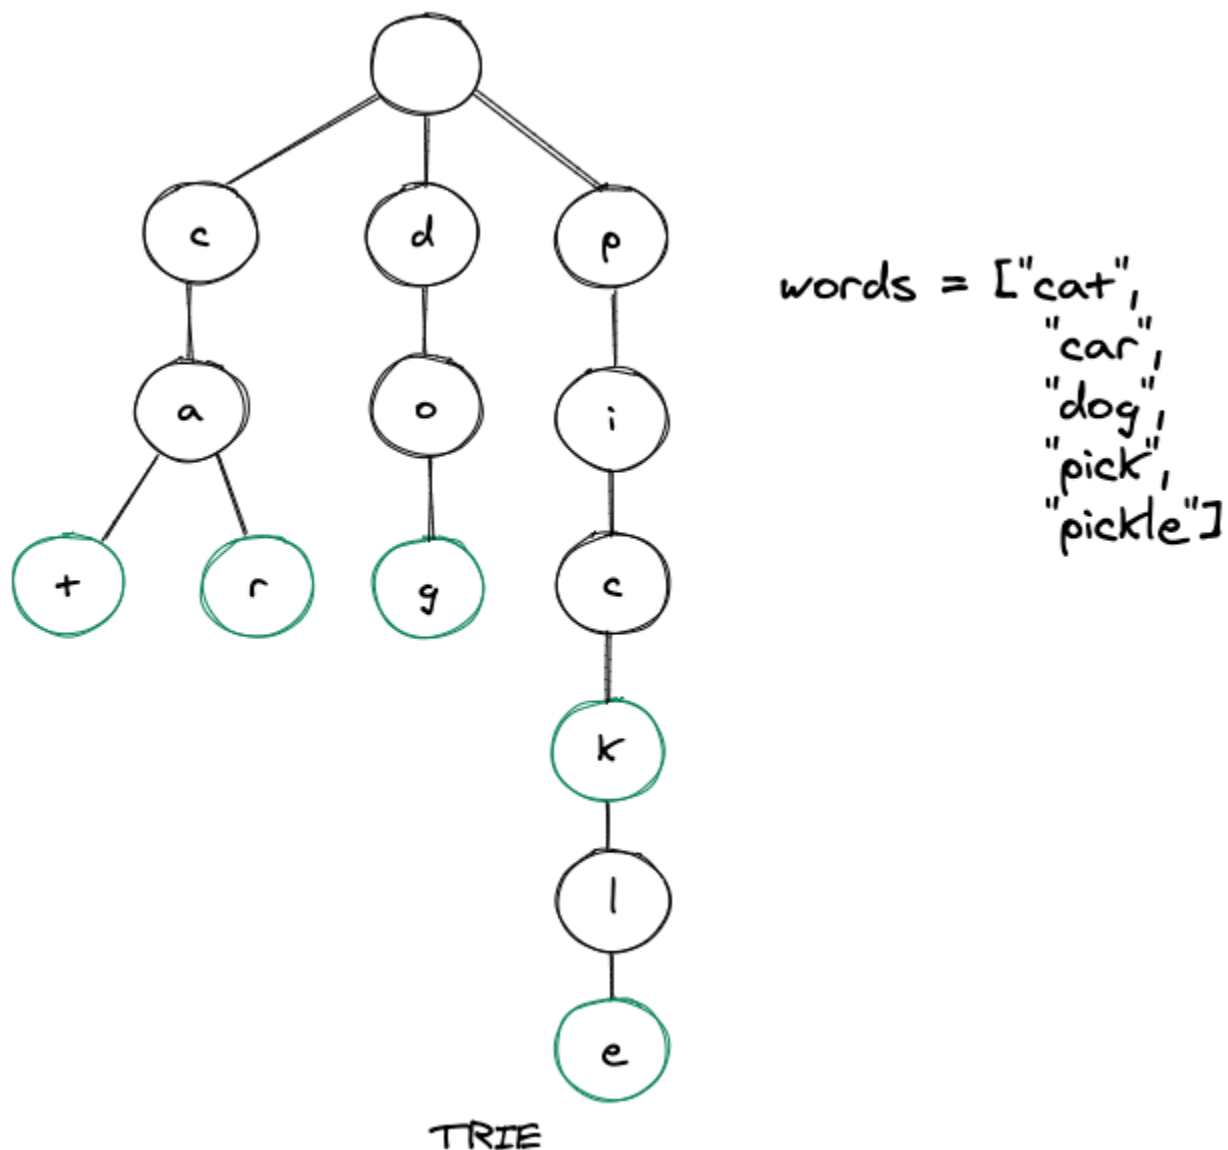 c d p
words = ["cat",
"car",
"dog",
"pick",
"pickle"]
a o i
t r g c
k
l
e
TRIE